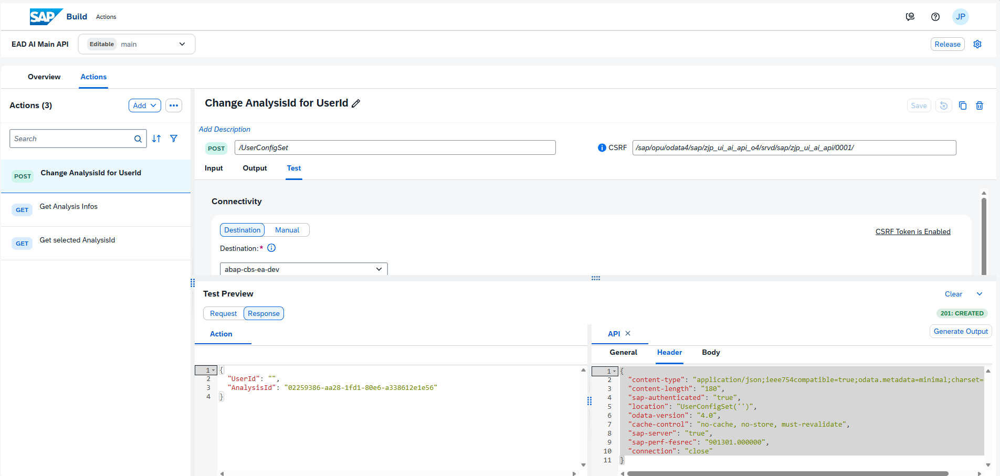 SAP Build Actions
JP
EAD AI Main API Editable main
Release
Overview Actions
Actions (3) Add
Search
POST Change AnalysisId for UserId
GET Get Analysis Infos
GET Get selected AnalysisId
Change AnalysisId for UserId
Save
Add Description
POST /UserConfigSet
CSRF /sap/opu/odata4/sap/zjp_ui_ai_api_o4/srvd/sap/zjp_ui_ai_api/0001/
Input Output Test
Connectivity
Destination Manual
CSRF Token is Enabled
Destination:*
abap-cbs-ea-dev
Test Preview
Clear
Request Response
201: CREATED
Action
1 {
2 "UserId": "",
3 "AnalysisId": "02259386-aa28-1fd1-80e6-a338612e1e56"
4 }
API
Generate Output
General Header Body
1 {
2 "content-type": "application/json;ieee754compatible=true;odata.metadata=minimal;charset=
3 "content-length": "180",
4 "sap-authenticated": "true",
5 "location": "UserConfigSet('')",
6 "odata-version": "4.0",
7 "cache-control": "no-cache, no-store, must-revalidate",
8 "sap-server": "true",
9 "sap-perf-fesrec": "901301.000000",
10 "connection": "close"
11 }